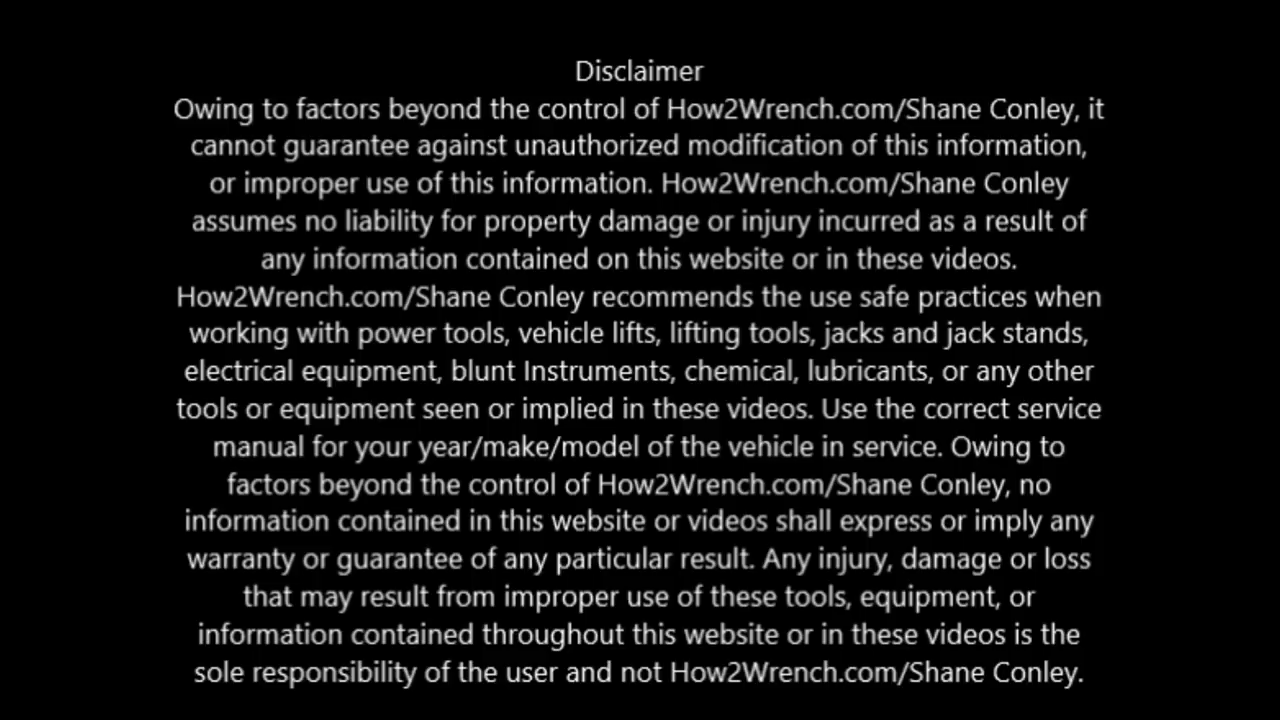 Disclaimer
Owing to factors beyond the control of How2Wrench.com/Shane Conley, it
cannot guarantee against unauthorized modification of this information,
or improper use of this information. How2Wrench.com/Shane Conley
assumes no liability for property damage or injury incurred as a result of
any information contained on this website or in these videos.
How2Wrench.com/Shane Conley recommends the use safe practices when
working with power tools, vehicle lifts, lifting tools, jacks and jack stands,
electrical equipment, blunt Instruments, chemical, lubricants, or any other
tools or equipment seen or implied in these videos. Use the correct service
manual for your year/make/model of the vehicle in service. Owing to
factors beyond the control of How2Wrench.com/Shane Conley, no
information contained in this website or videos shall express or imply any
warranty or guarantee of any particular result. Any injury, damage or loss
that may result from improper use of these tools, equipment, or
information contained throughout this website or in these videos is the
sole responsibility of the user and not How2Wrench.com/Shane Conley.